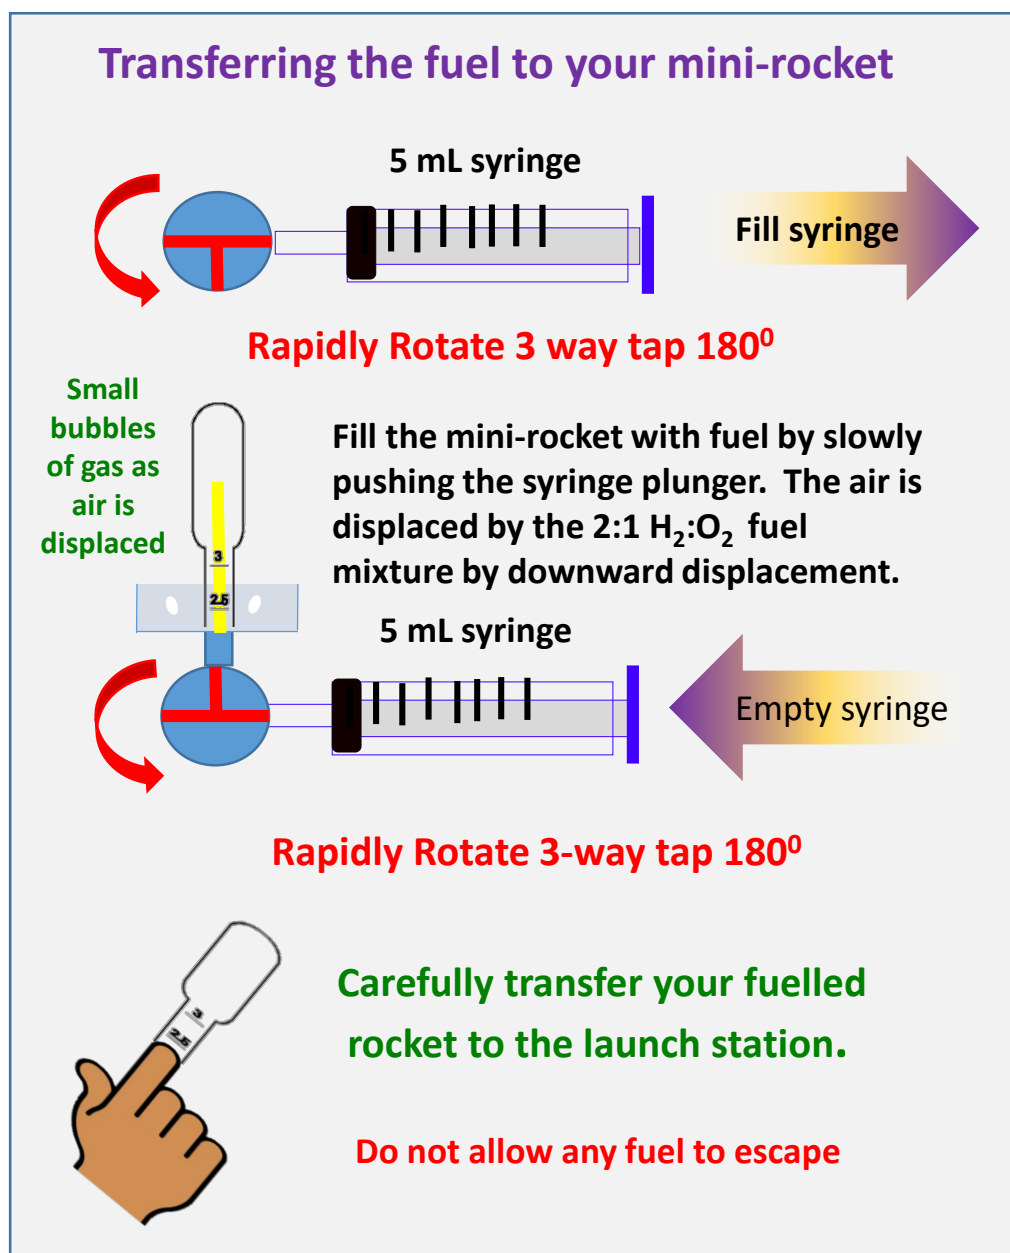 Transferring the fuel to your mini-rocket
5 mL syringe
Fill syringe
Rapidly Rotate 3 way tap 180⁰
Small
bubbles
of gas as
air is
displaced
Fill the mini-rocket with fuel by slowly
pushing the syringe plunger. The air is
displaced by the 2:1 H₂:O₂ fuel
mixture by downward displacement.
3
2.5
5 mL syringe
Empty syringe
Rapidly Rotate 3-way tap 180⁰
3
2.5
Carefully transfer your fuelled
rocket to the launch station.
Do not allow any fuel to escape